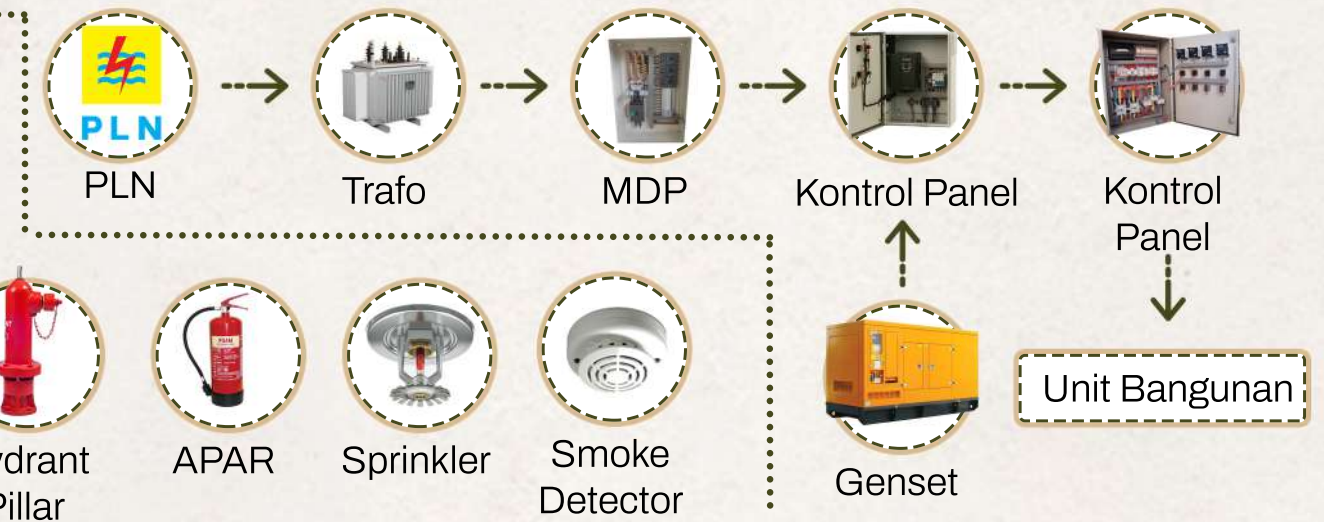 PLN
PLN
Trafo
MDP
Kontrol Panel
Kontrol
Panel
Unit Bangunan
APAR
Sprinkler
Smoke
Detector
Genset